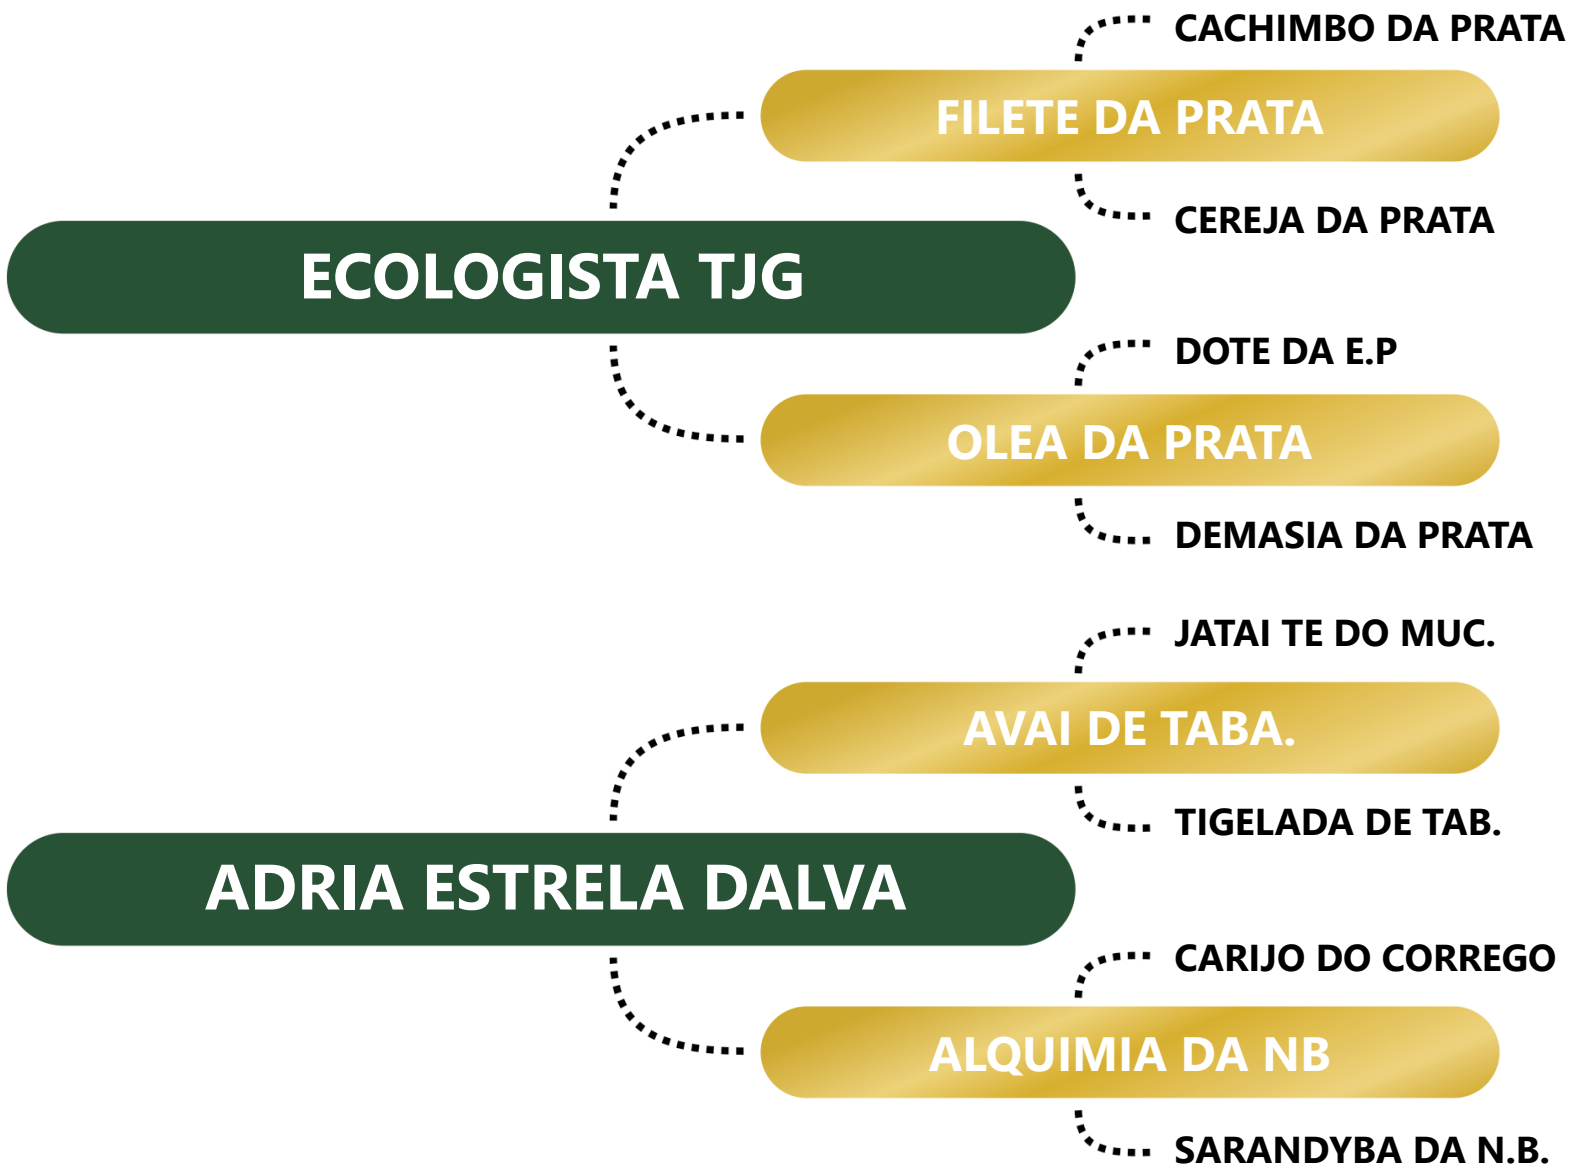 CACHIMBO DA PRATA
FILETE DA PRATA
CEREJA DA PRATA
ECOLOGISTA TJG
DOTE DA E.P
OLEA DA PRATA
DEMASIA DA PRATA
JATAI TE DO MUC.
AVAI DE TABA.
TIGELADA DE TAB.
ADRIA ESTRELA DALVA
CARIJO DO CORREGO
ALQUIMIA DA NB
SARANDYBA DA N.B.